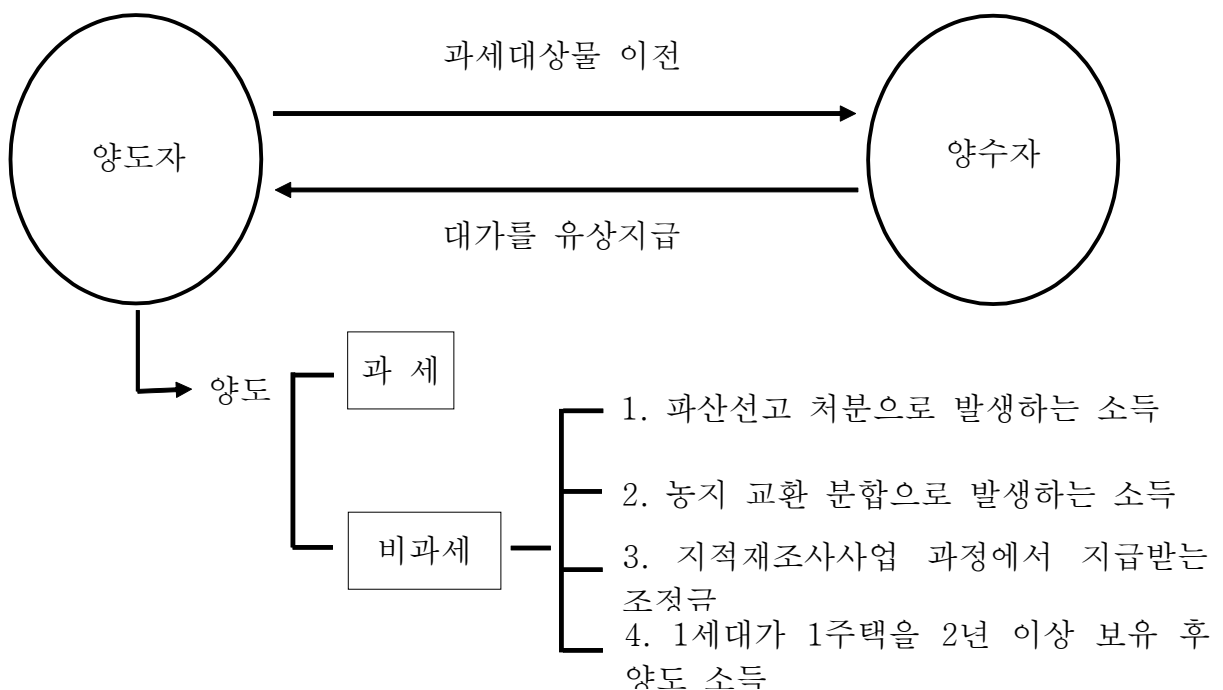 과세대상물 이전
양도자
양수자
대가를 유상지급
양도
과 세
비과세
1. 파산선고 처분으로 발생하는 소득
2. 농지 교환 분합으로 발생하는 소득
3. 지적재조사사업 과정에서 지급받는
조정금
4. 1세대가 1주택을 2년 이상 보유 후
양도 소득